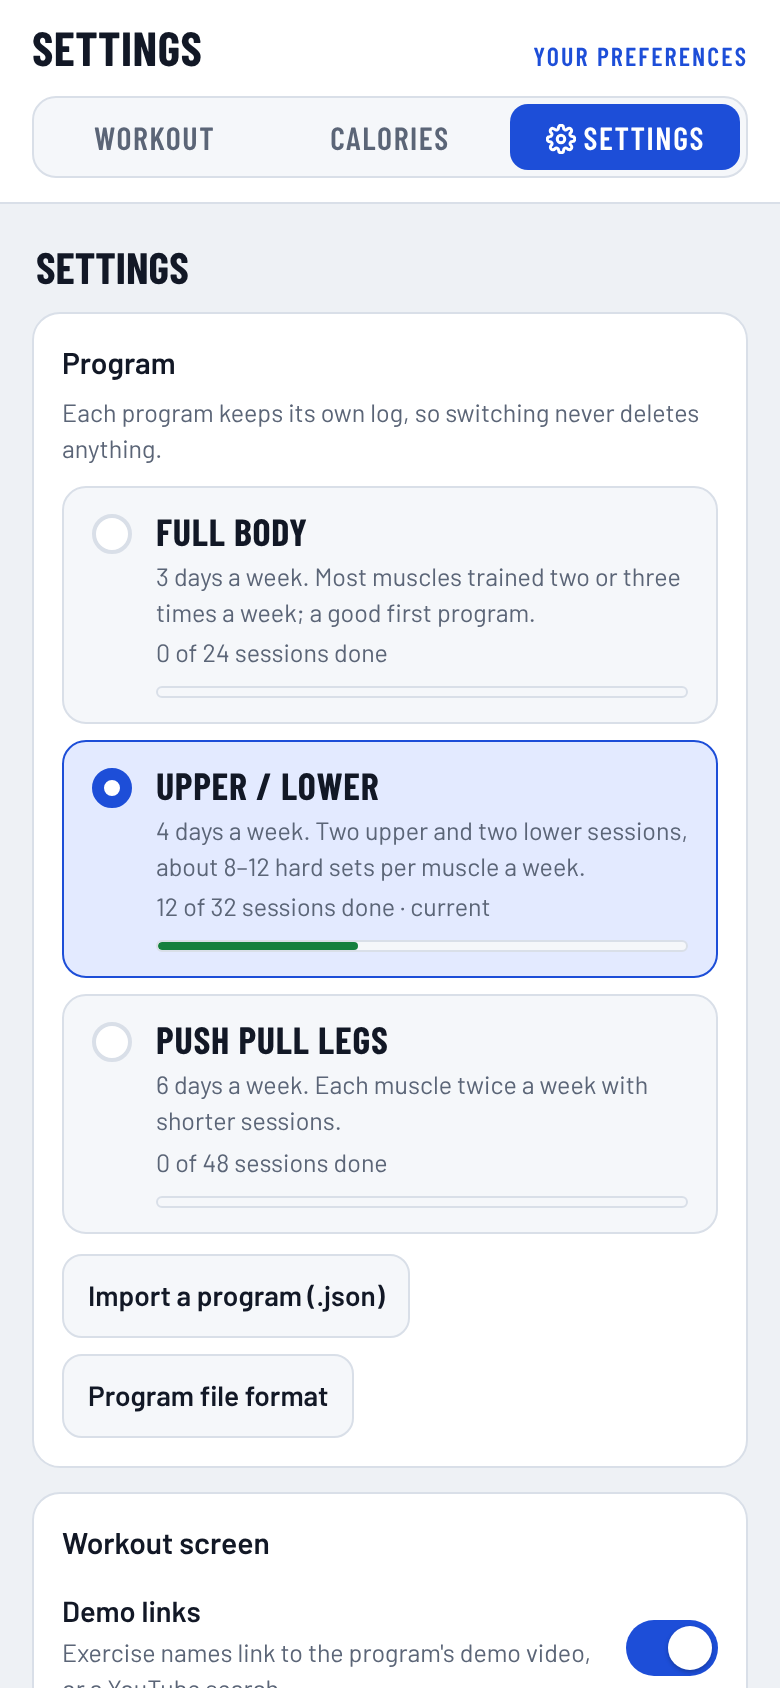 SETTINGS
YOUR PREFERENCES
WORKOUT
CALORIES
SETTINGS
SETTINGS
Program
Each program keeps its own log, so switching never deletes
anything.
FULL BODY
3 days a week. Most muscles trained two or three
times a week; a good first program.
0 of 24 sessions done
UPPER / LOWER
4 days a week. Two upper and two lower sessions,
about 8–12 hard sets per muscle a week.
12 of 32 sessions done · current
PUSH PULL LEGS
6 days a week. Each muscle twice a week with
shorter sessions.
0 of 48 sessions done
Import a program (.json)
Program file format
Workout screen
Demo links
Exercise names link to the program's demo video,
or a YouTube search